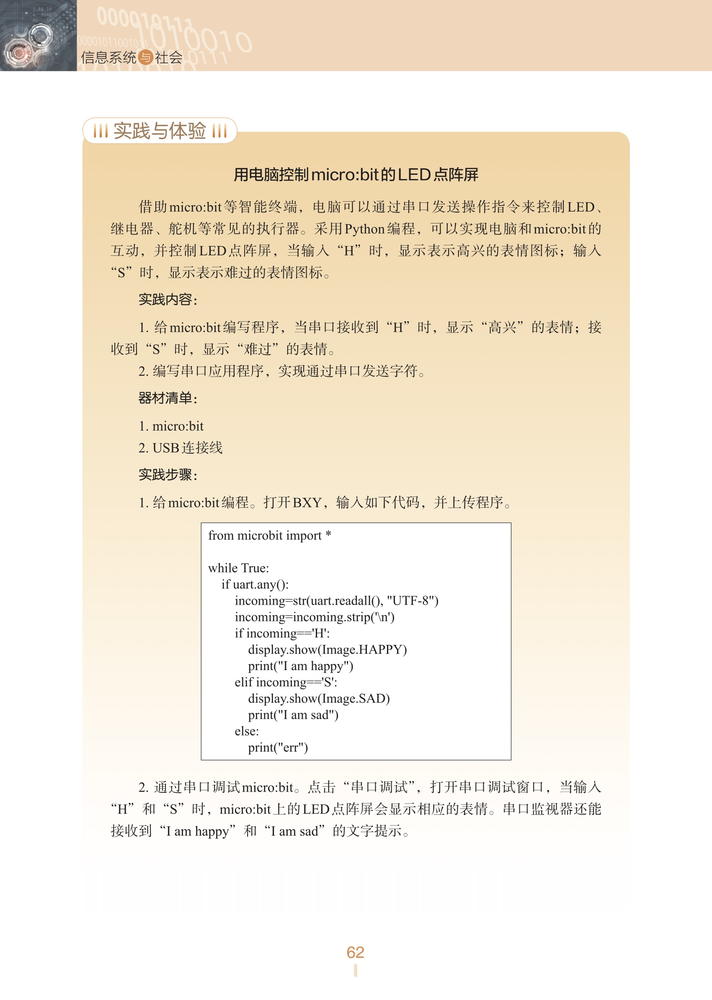 信息系统与社会
实践与体验
用电脑控制micro:bit的LED点阵屏
借助micro:bit等智能终端，电脑可以通过串口发送操作指令来控制LED、
继电器、舵机等常见的执行器。采用Python编程，可以实现电脑和micro:bit的
互动，并控制LED点阵屏，当输入“H”时，显示表示高兴的表情图标；输入
“S”时，显示表示难过的表情图标。
实践内容：
1. 给micro:bit编写程序，当串口接收到“H”时，显示“高兴”的表情；接
收到“S”时，显示“难过”的表情。
2. 编写串口应用程序，实现通过串口发送字符。
器材清单：
1. micro:bit
2. USB连接线
实践步骤：
1. 给micro:bit编程。打开BXY，输入如下代码，并上传程序。
from microbit import *
while True:
if uart.any():
incoming=str(uart.readall(), "UTF-8")
incoming=incoming.strip('\n')
if incoming=='H':
display.show(Image.HAPPY)
print("I am happy")
elif incoming=='S':
display.show(Image.SAD)
print("I am sad")
else:
print("err")
2. 通过串口调试micro:bit。点击“串口调试”，打开串口调试窗口，当输入
“H”和“S”时，micro:bit上的LED点阵屏会显示相应的表情。串口监视器还能
接收到“I am happy”和“I am sad”的文字提示。
62